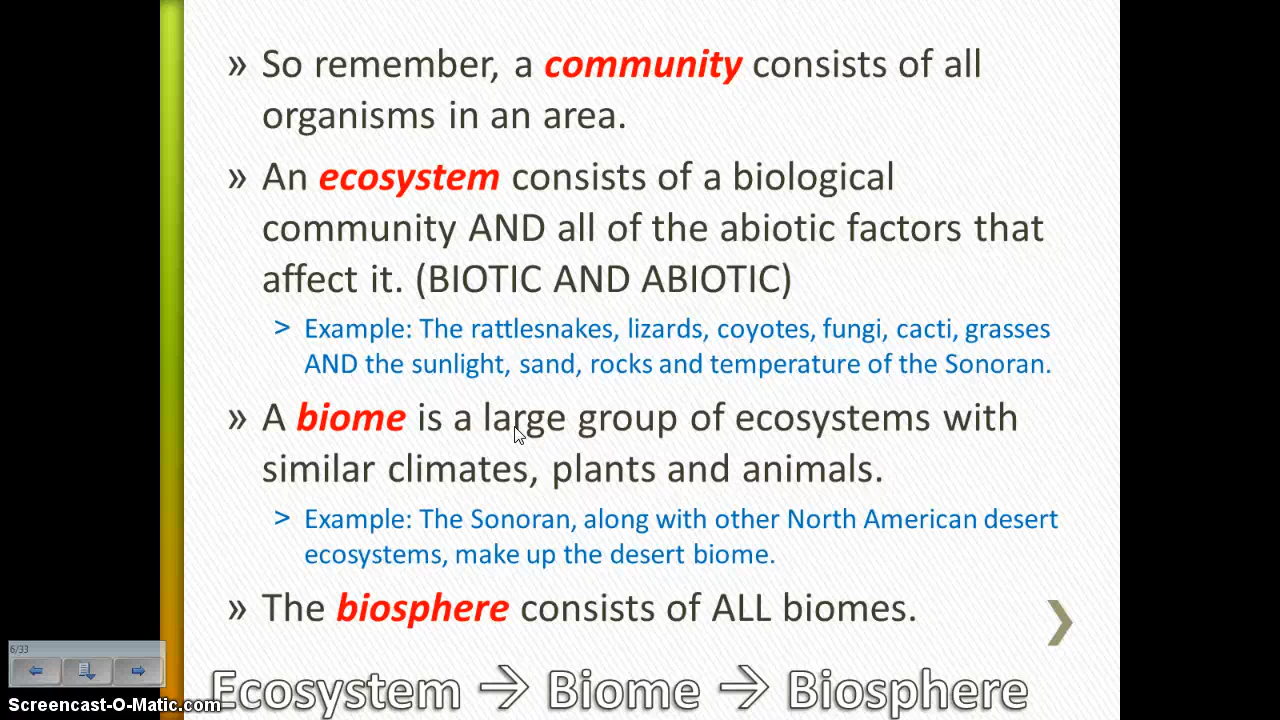 » So remember, a community consists of all
organisms in an area.
» An ecosystem consists of a biological
community AND all of the abiotic factors that
affect it. (BIOTIC AND ABIOTIC)
> Example: The rattlesnakes, lizards, coyotes, fungi, cacti, grasses
AND the sunlight, sand, rocks and temperature of the Sonoran.
» A biome is a large group of ecosystems with
similar climates, plants and animals.
> Example: The Sonoran, along with other North American desert
ecosystems, make up the desert biome.
» The biosphere consists of ALL biomes.
6/33
Ecosystem → Biome → Biosphere
Screencast-O-Matic.com